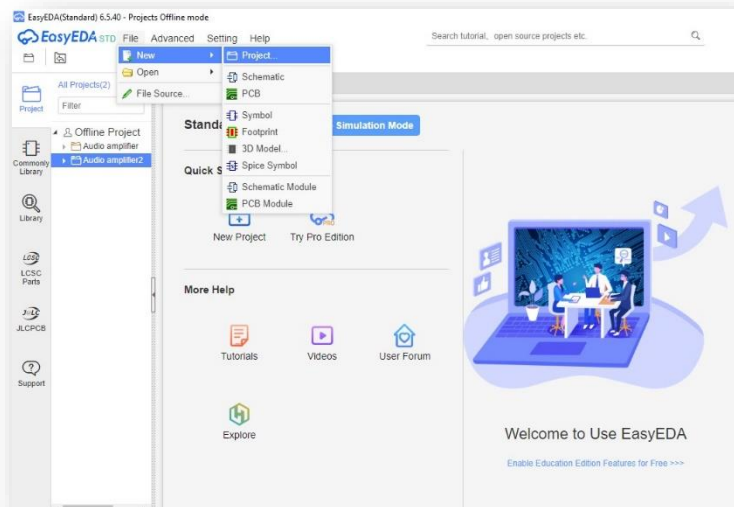 EasyEDA(Standard) 6.5.40 - Projects Offline mode
EasyEDA STD File Advanced Setting Help
Search tutorial, open source projects etc.
New
Open
File Source...
Project...
Schematic
PCB
Symbol
Footprint
3D Model...
Spice Symbol
Schematic Module
PCB Module
Project
Commonly
Library
Library
LCSC
LCSC
Parts
JLCPCB
Support
All Projects(2)
Filter
Offline Project
Audio amplifier
Audio amplifier2
Simulation Mode
New Project
Try Pro Edition
PRO
More Help
Tutorials
Videos
User Forum
Explore
Welcome to Use EasyEDA
Enable Education Edition Features for Free >>>